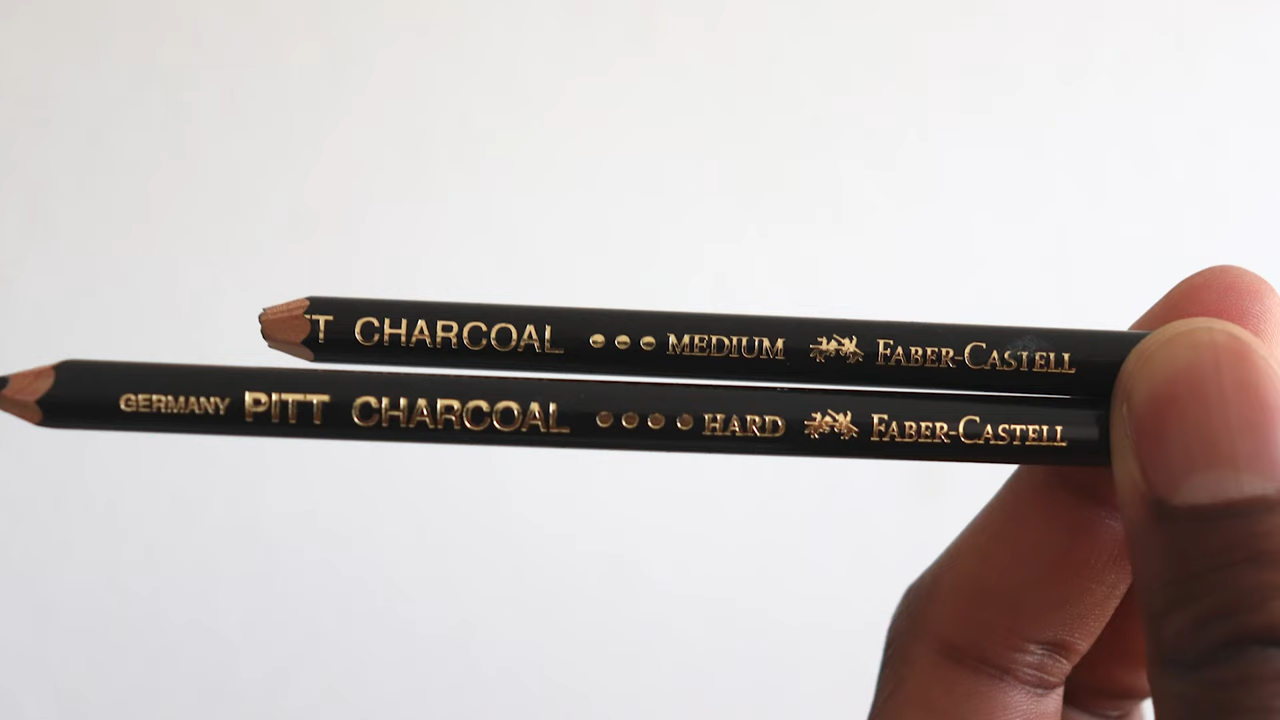 T CHARCOAL ●●● MEDIUM FABER-CASTELL
GERMANY PITT CHARCOAL ●●●● HARD FABER-CASTELL